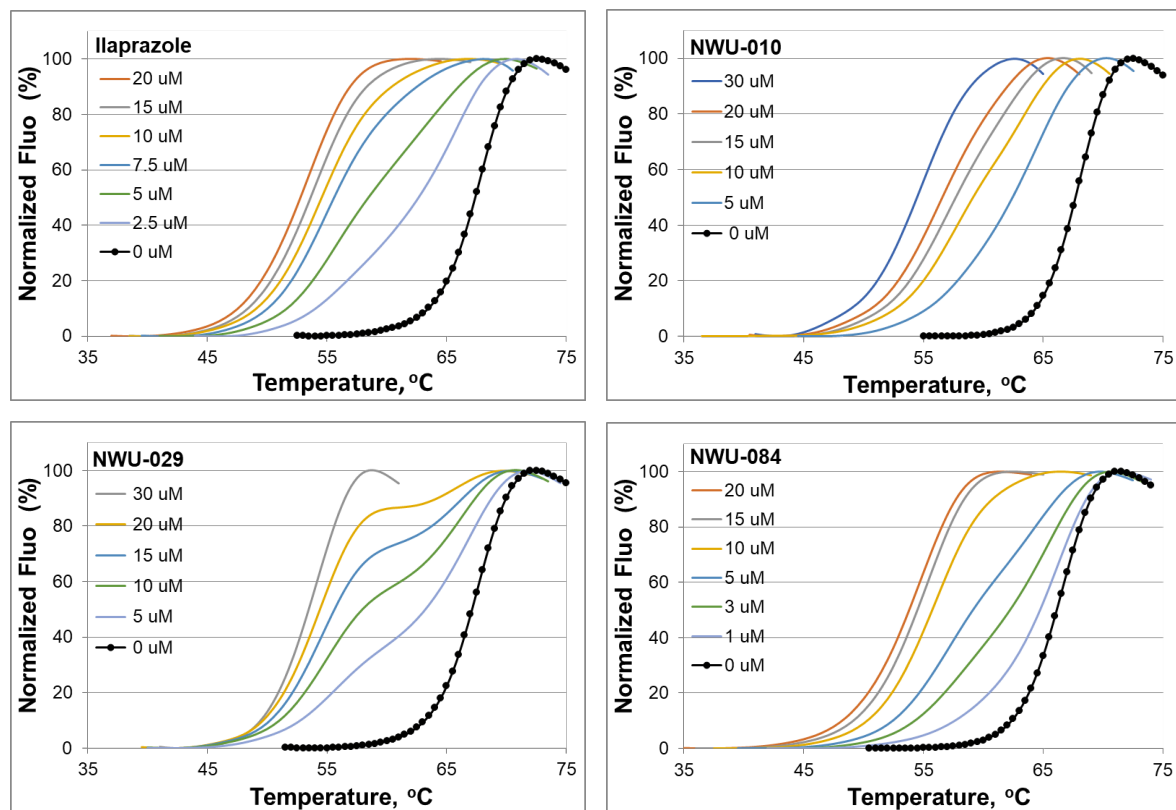 Ilaprazole
20 uM
15 uM
10 uM
7.5 uM
5 uM
2.5 uM
0 uM
Normalized Fluo (%)
100
80
60
40
20
0
35 45 55 65 75
Temperature, °C
NWU-010
30 uM
20 uM
15 uM
10 uM
5 uM
0 uM
Normalized Fluo (%)
100
80
60
40
20
0
35 45 55 65 75
Temperature, °C
NWU-029
30 uM
20 uM
15 uM
10 uM
5 uM
0 uM
Normalized Fluo (%)
100
80
60
40
20
0
35 45 55 65 75
Temperature, °C
NWU-084
20 uM
15 uM
10 uM
5 uM
3 uM
1 uM
0 uM
Normalized Fluo (%)
100
80
60
40
20
0
35 45 55 65 75
Temperature, °C